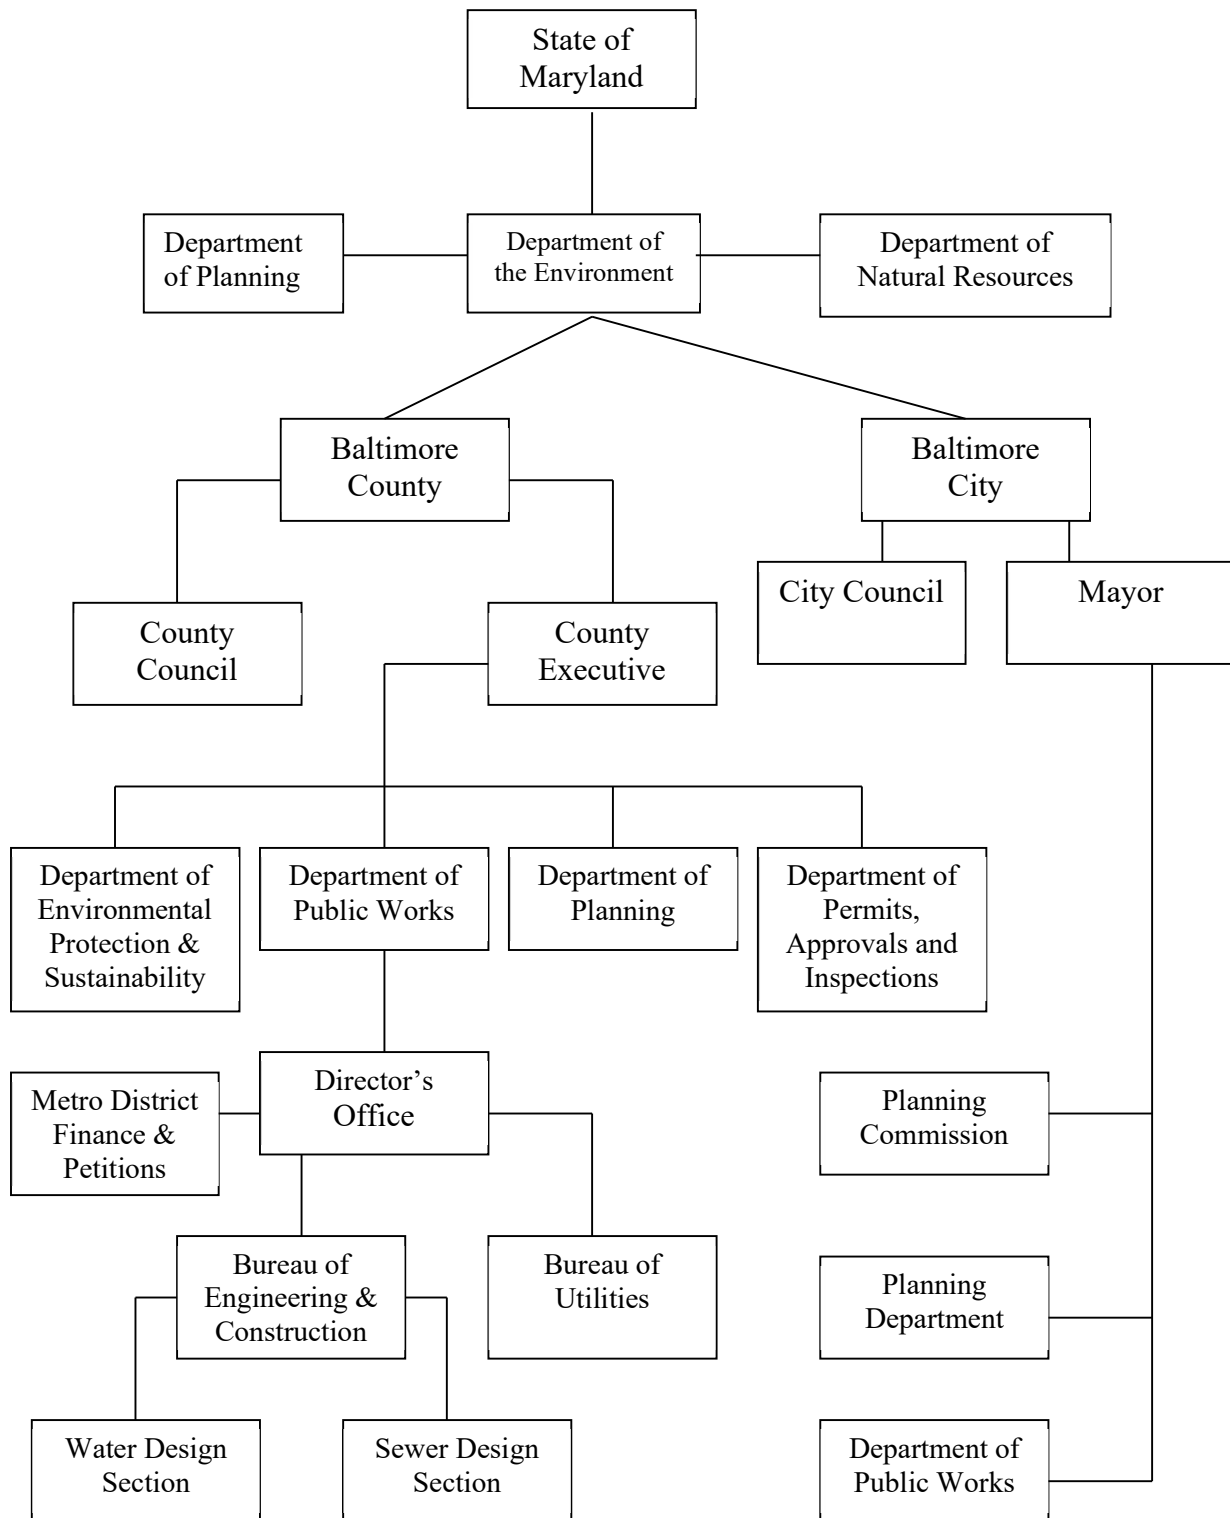 State of
Maryland
Department
of Planning
Department of
the Environment
Department of
Natural Resources
Baltimore
County
Baltimore
City
City Council
Mayor
County
Council
County
Executive
Department of
Environmental
Protection &
Sustainability
Department of
Public Works
Department of
Planning
Department of
Permits,
Approvals and
Inspections
Metro District
Finance &
Petitions
Director’s
Office
Planning
Commission
Bureau of
Engineering &
Construction
Bureau of
Utilities
Planning
Department
Water Design
Section
Sewer Design
Section
Department of
Public Works